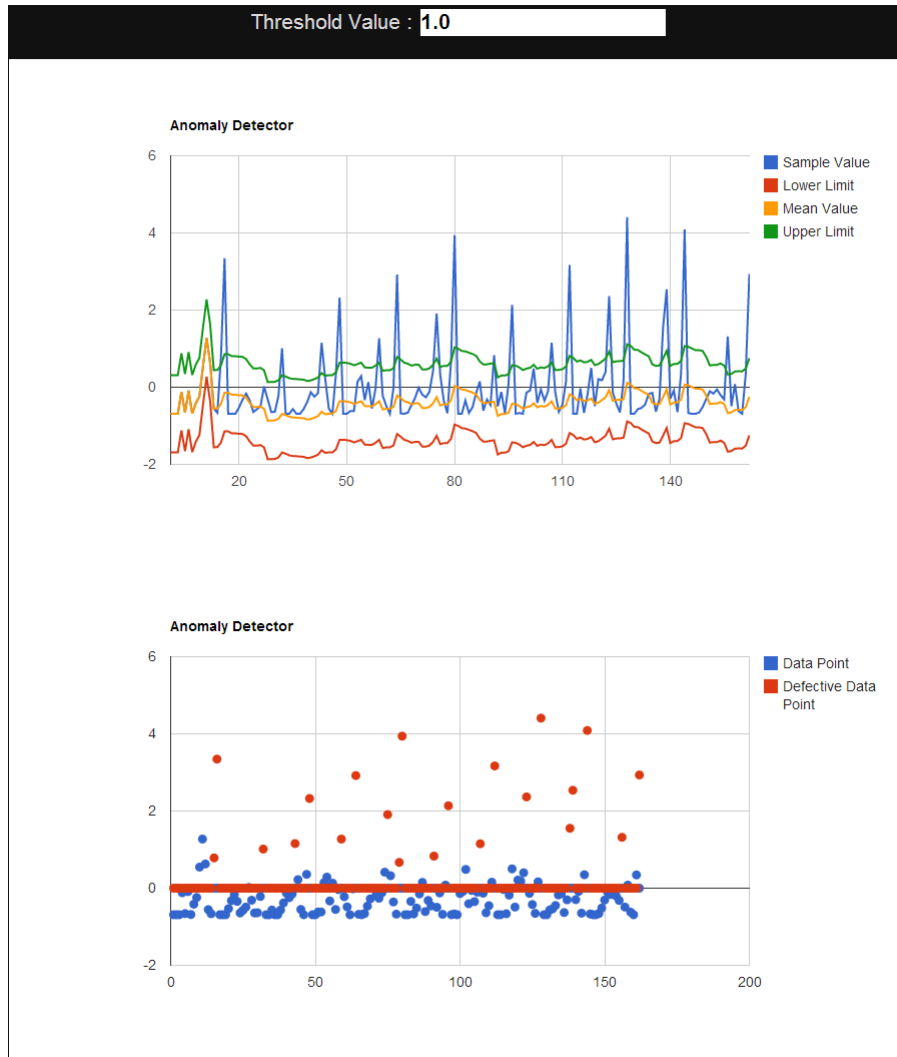 Threshold Value : 1.0
Anomaly Detector
6
4
2
0
-2
20 50 80 110 140
Sample Value
Lower Limit
Mean Value
Upper Limit
Anomaly Detector
6
4
2
0
-2
0 50 100 150 200
Data Point
Defective Data
Point